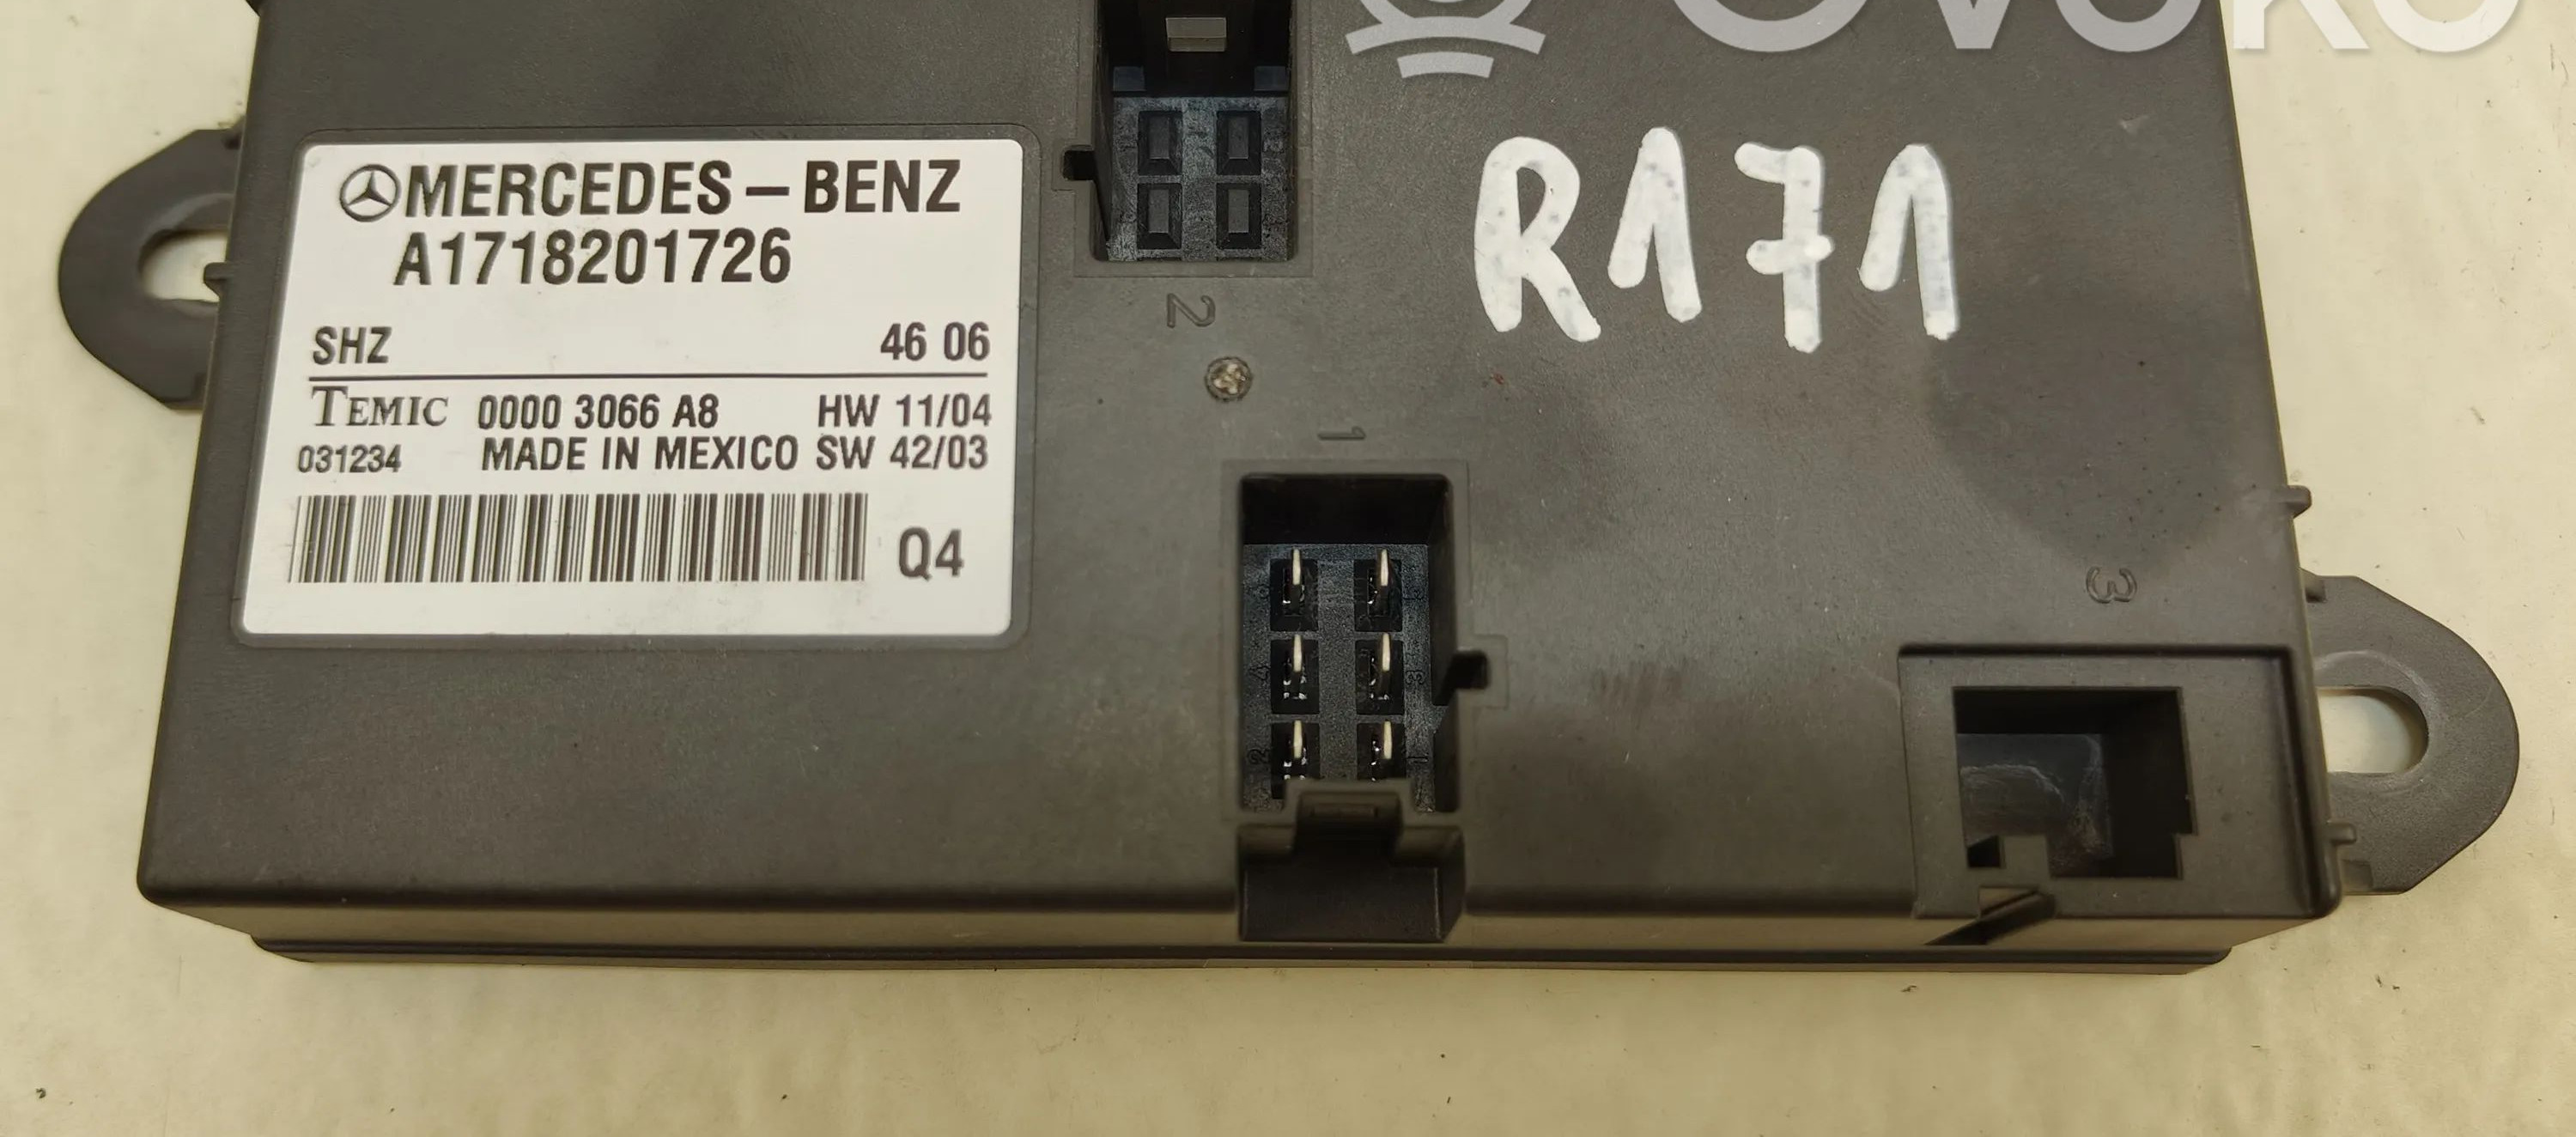 OVOKO
MERCEDES-BENZ
A1718201726
SHZ 46 06
TEMIC 0000 3066 A8 HW 11/04
031234 MADE IN MEXICO SW 42/03
Q4
R171
2
1
3